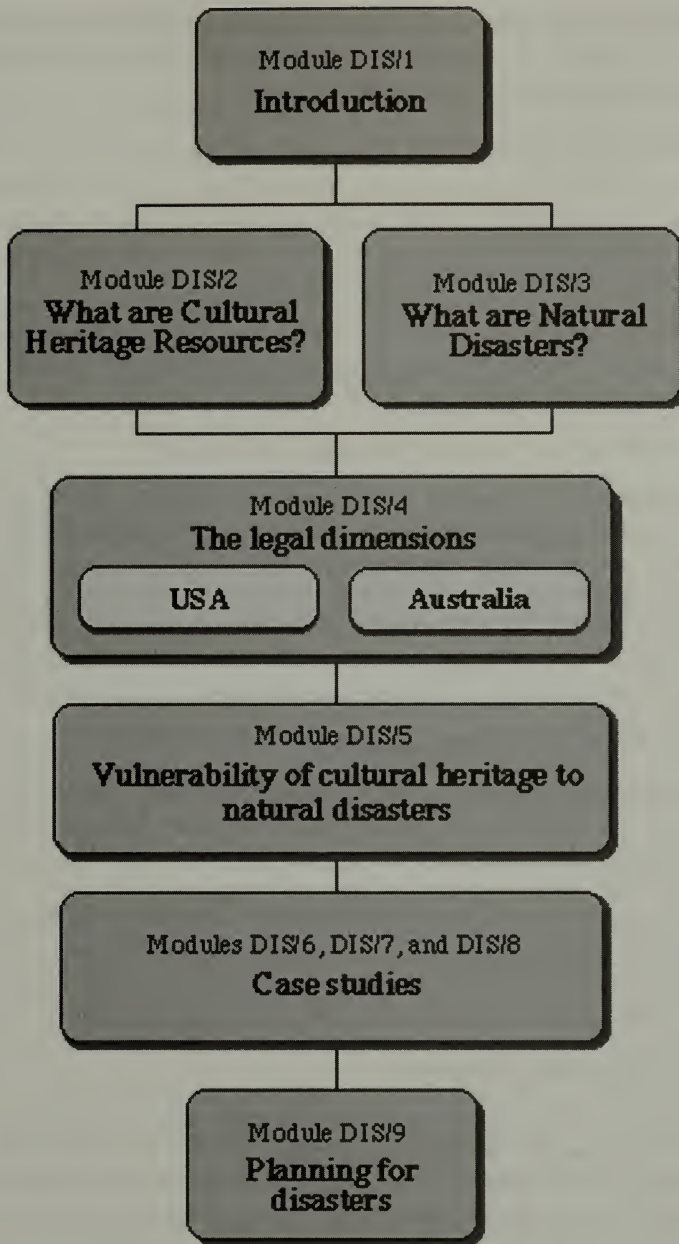 Module DIS/1
Introduction
Module DIS/2
What are Cultural
Heritage Resources?
Module DIS/3
What are Natural
Disasters?
Module DIS/4
The legal dimensions
USA
Australia
Module DIS/5
Vulnerability of cultural heritage to
natural disasters
Modules DIS/6, DIS/7, and DIS/8
Case studies
Module DIS/9
Planning for
disasters